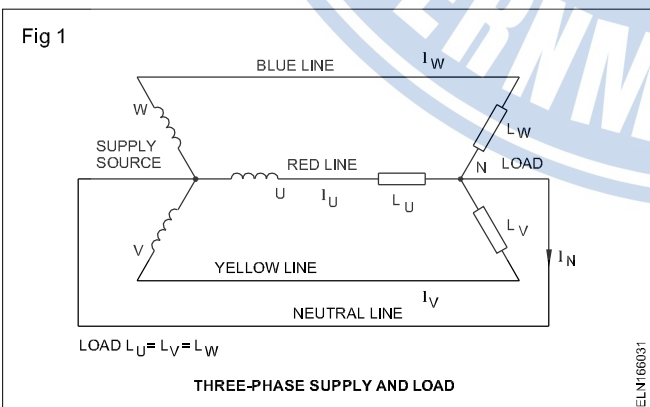 Fig 1
BLUE LINE
I_W
W
L_W
SUPPLY
SOURCE
RED LINE
N
LOAD
U
I_U
L_U
V
L_V
I_N
YELLOW LINE
I_V
NEUTRAL LINE
LOAD L_U = L_V = L_W
THREE-PHASE SUPPLY AND LOAD
ELN166031
ERNM